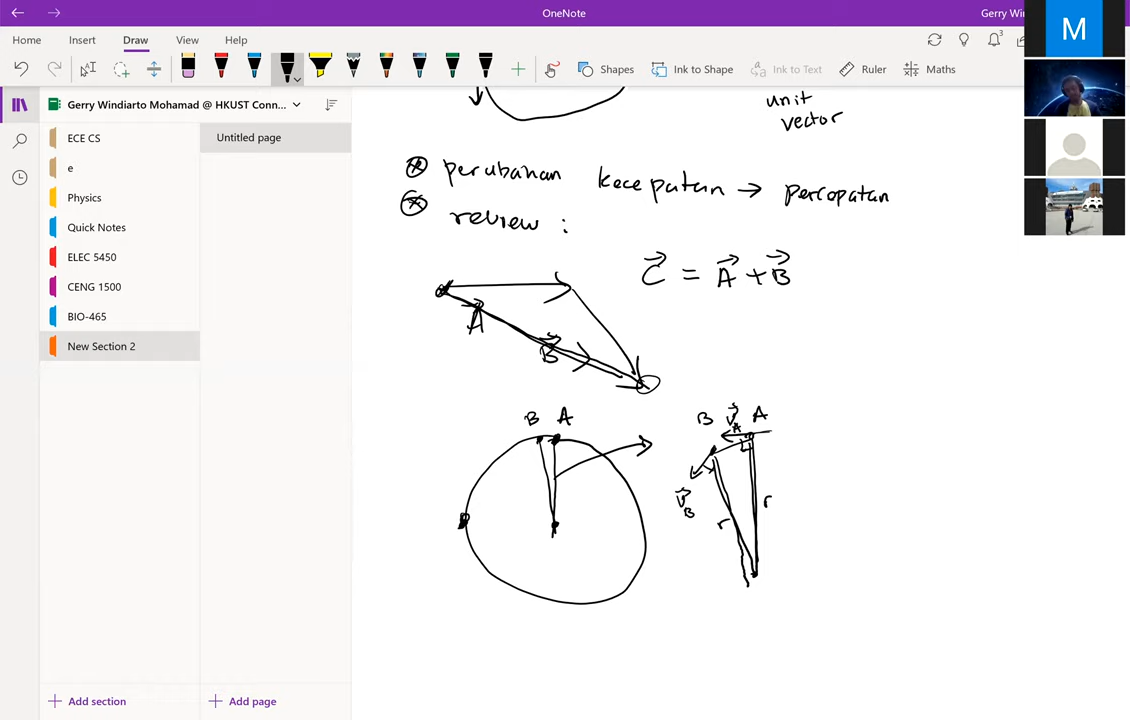 OneNote
Gerry Win
M
Home Insert Draw View Help
Shapes Ink to Shape Ink to Text Ruler Maths
Gerry Windiarto Mohamad @ HKUST Conn...
ECE CS
e
Physics
Quick Notes
ELEC 5450
CENG 1500
BIO-465
New Section 2
Add section
Untitled page
Add page
unit
vector
perubahan kecepatan → percepatan
review :
C = A + B
A
B
B A
B V A A
V B
r
r